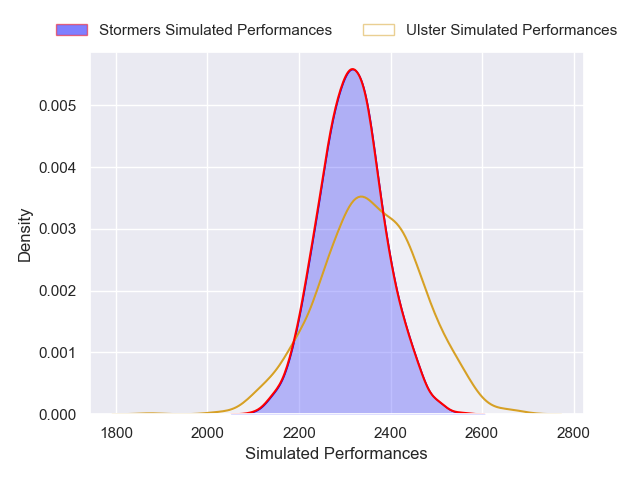 Stormers Simulated Performances
Ulster Simulated Performances
0.005
0.004
0.003
0.002
0.001
0.000
Density
1800 2000 2200 2400 2600 2800
Simulated Performances